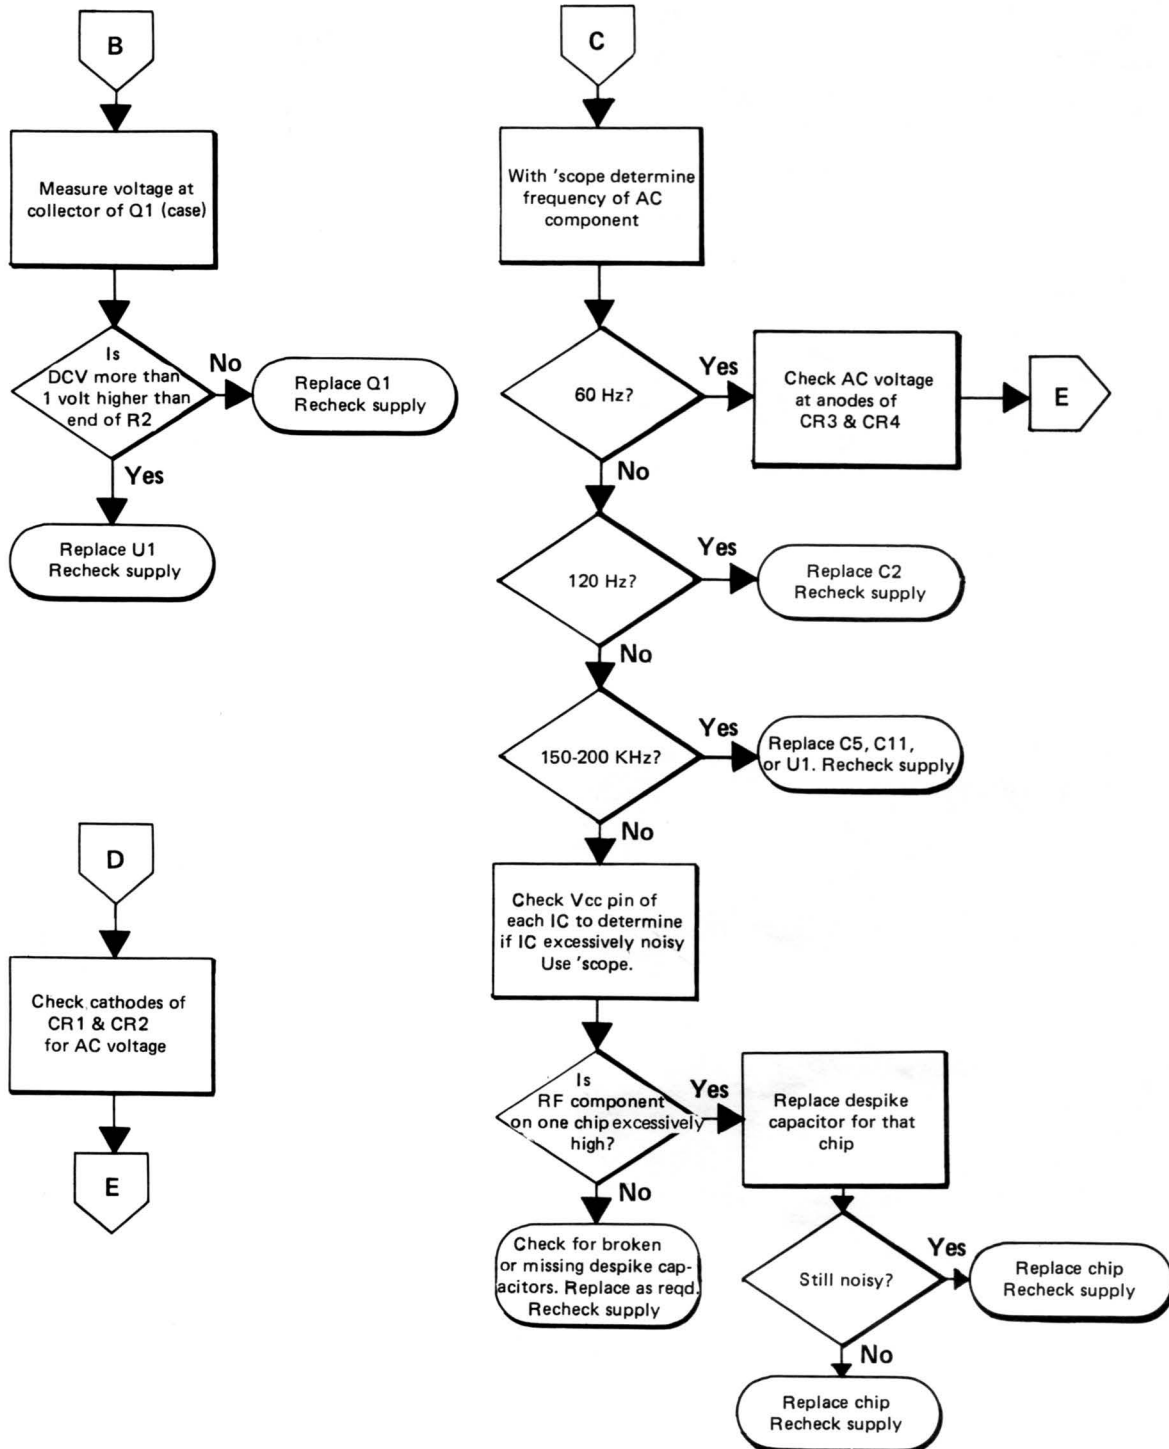 B
Measure voltage at
collector of Q1 (case)
Is
DCV more than
1 volt higher than
end of R2
No
Replace Q1
Recheck supply
Yes
Replace U1
Recheck supply
D
Check cathodes of
CR1 & CR2
for AC voltage
E
C
With 'scope determine
frequency of AC
component
60 Hz?
Yes
Check AC voltage
at anodes of
CR3 & CR4
E
No
120 Hz?
Yes
Replace C2
Recheck supply
No
150-200 KHz?
Yes
Replace C5, C11,
or U1. Recheck supply
No
Check Vcc pin of
each IC to determine
if IC excessively noisy
Use 'scope.
Is
RF component
on one chip excessively
high?
Yes
Replace despike
capacitor for that
chip
No
Check for broken
or missing despike cap-
acitors. Replace as reqd.
Recheck supply
Still noisy?
Yes
Replace chip
Recheck supply
No
Replace chip
Recheck supply